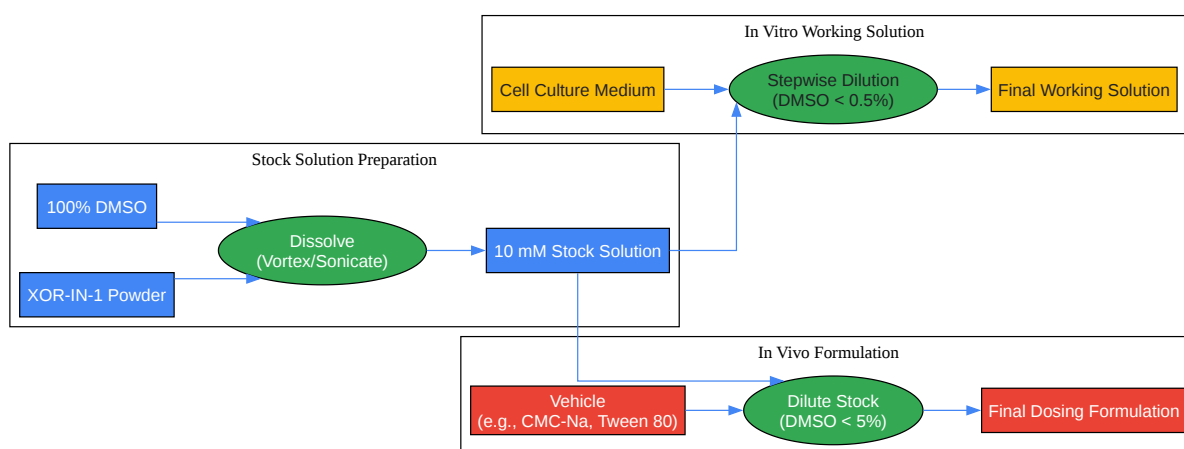 In Vitro Working Solution
Cell Culture Medium
Stepwise Dilution
(DMSO < 0.5%)
Final Working Solution
Stock Solution Preparation
100% DMSO
XOR-IN-1 Powder
Dissolve
(Vortex/Sonicate)
10 mM Stock Solution
In Vivo Formulation
Vehicle
(e.g., CMC-Na, Tween 80)
Dilute Stock
(DMSO < 5%)
Final Dosing Formulation